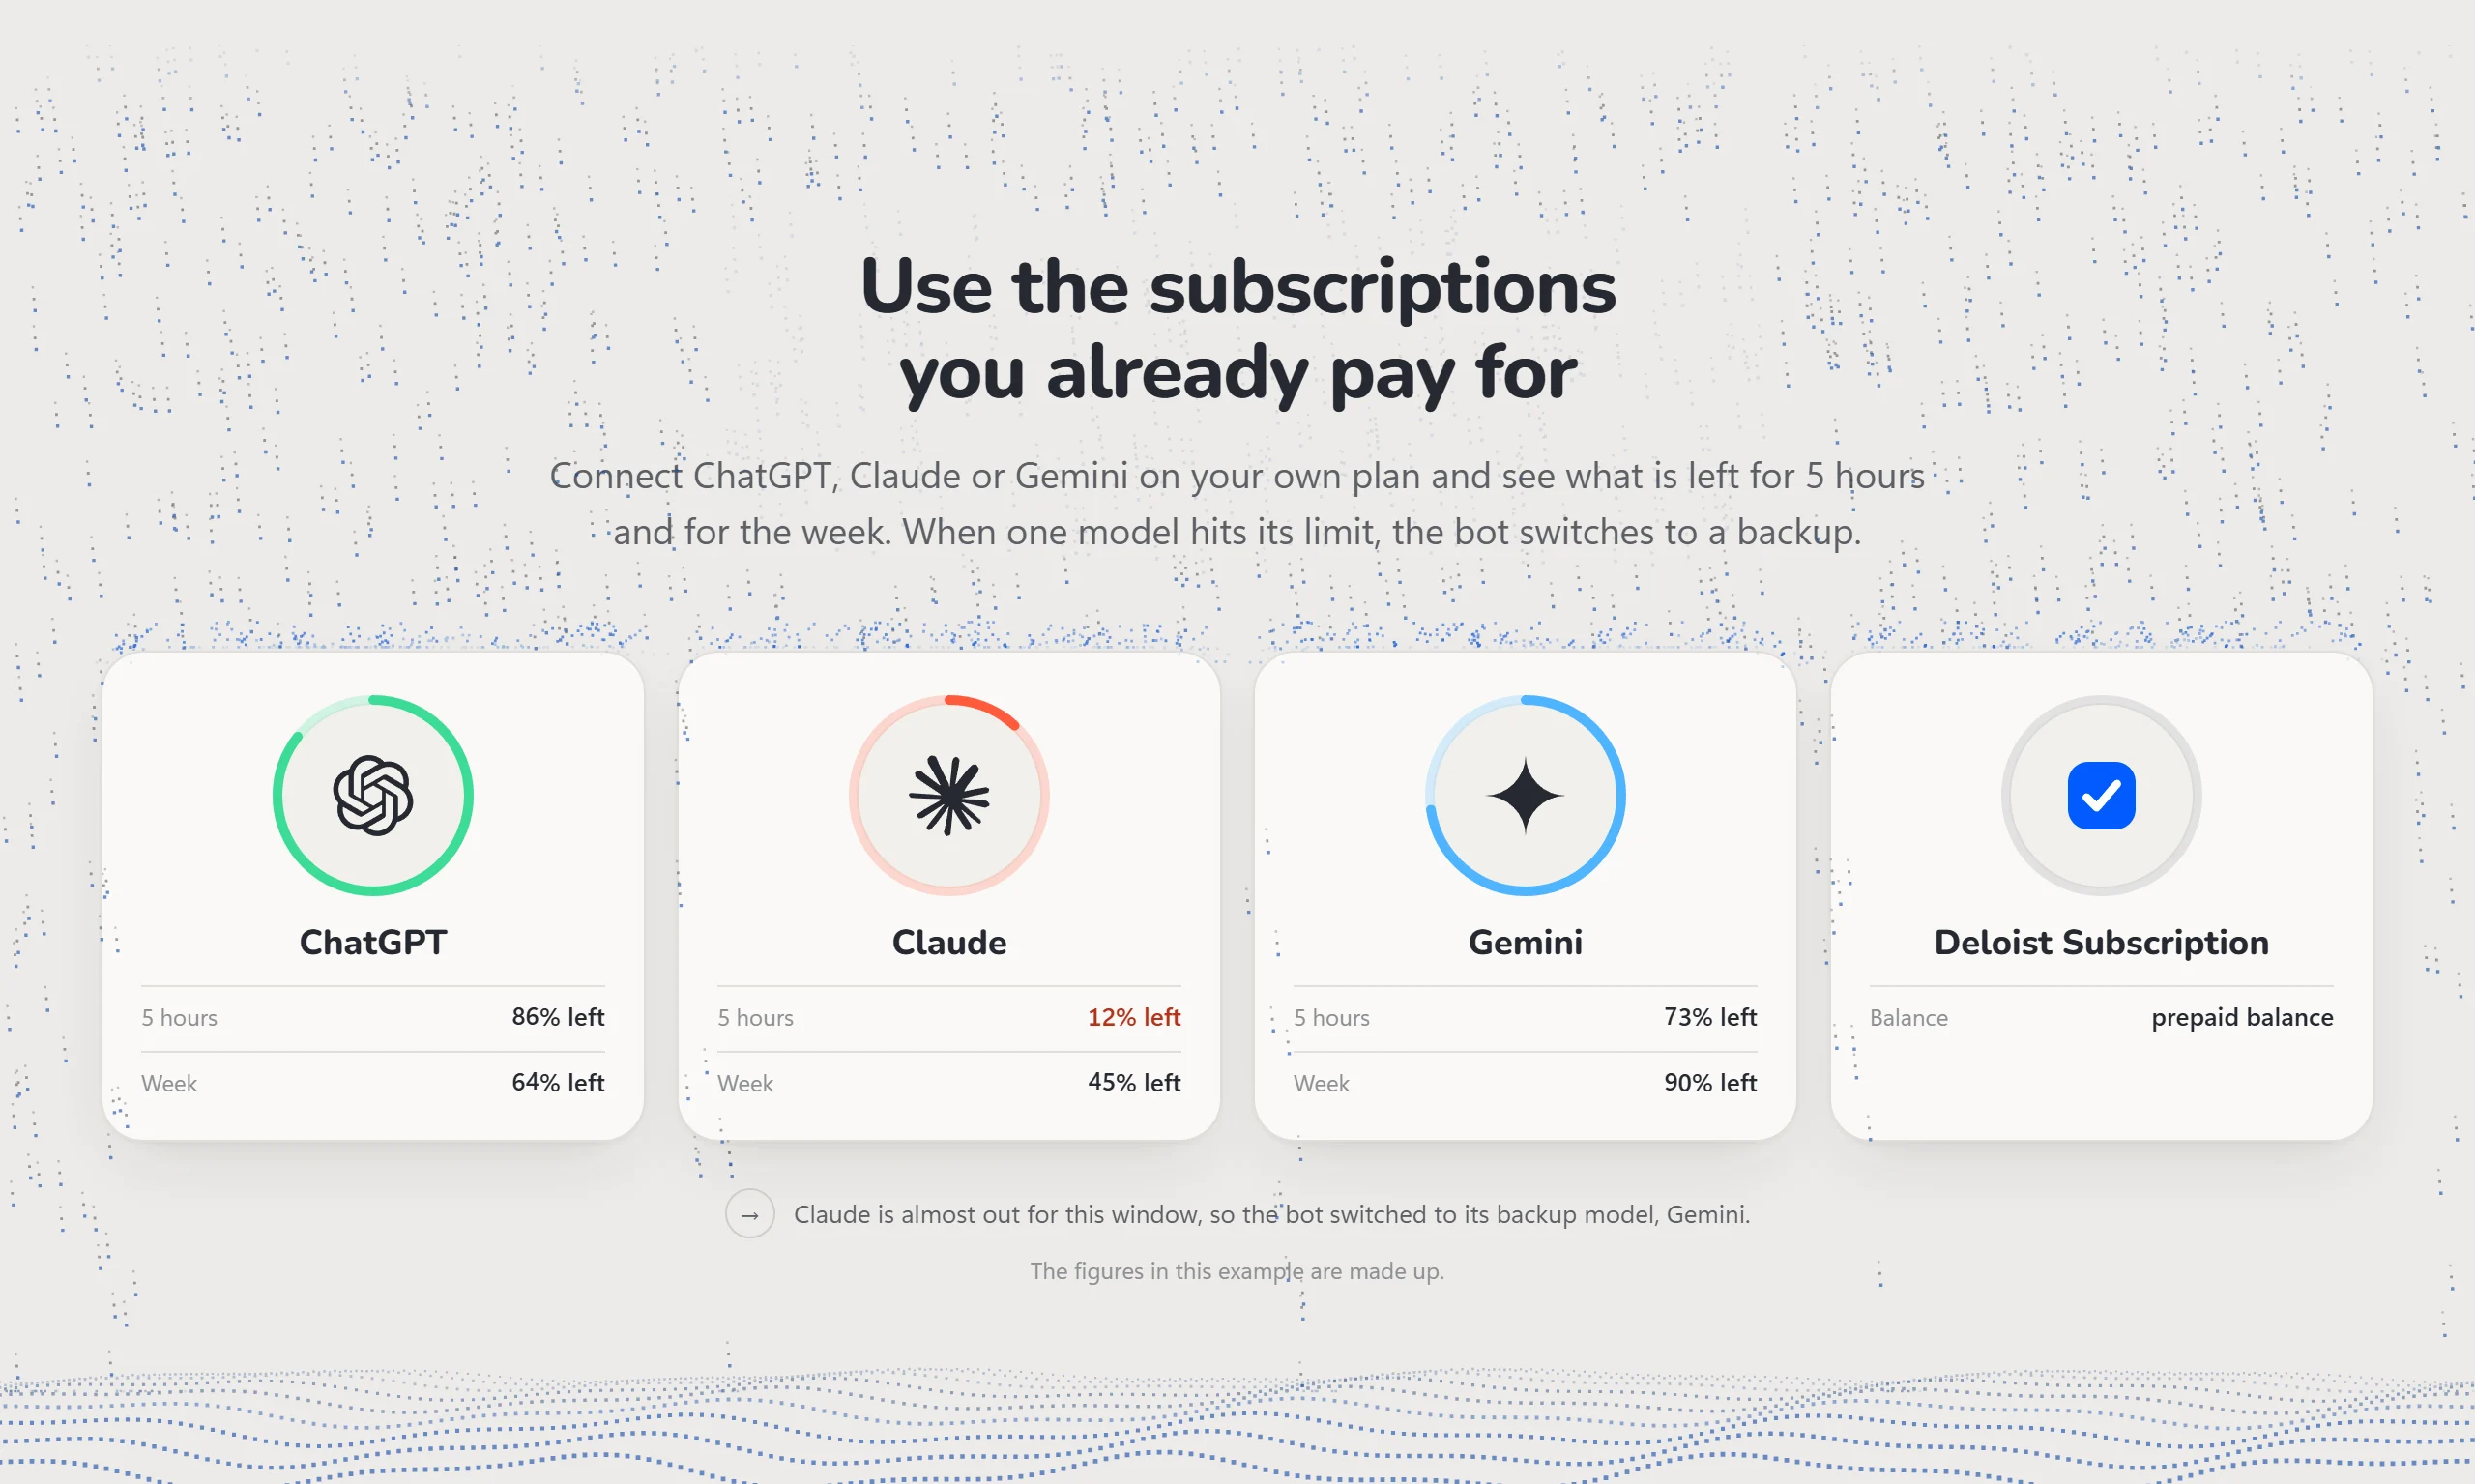 Use the subscriptions
you already pay for
Connect ChatGPT, Claude or Gemini on your own plan and see what is left for 5 hours
and for the week. When one model hits its limit, the bot switches to a backup.
ChatGPT
5 hours 86% left
Week 64% left
Claude
5 hours 12% left
Week 45% left
Gemini
5 hours 73% left
Week 90% left
Deloist Subscription
Balance prepaid balance
→ Claude is almost out for this window, so the bot switched to its backup model, Gemini.
The figures in this example are made up.